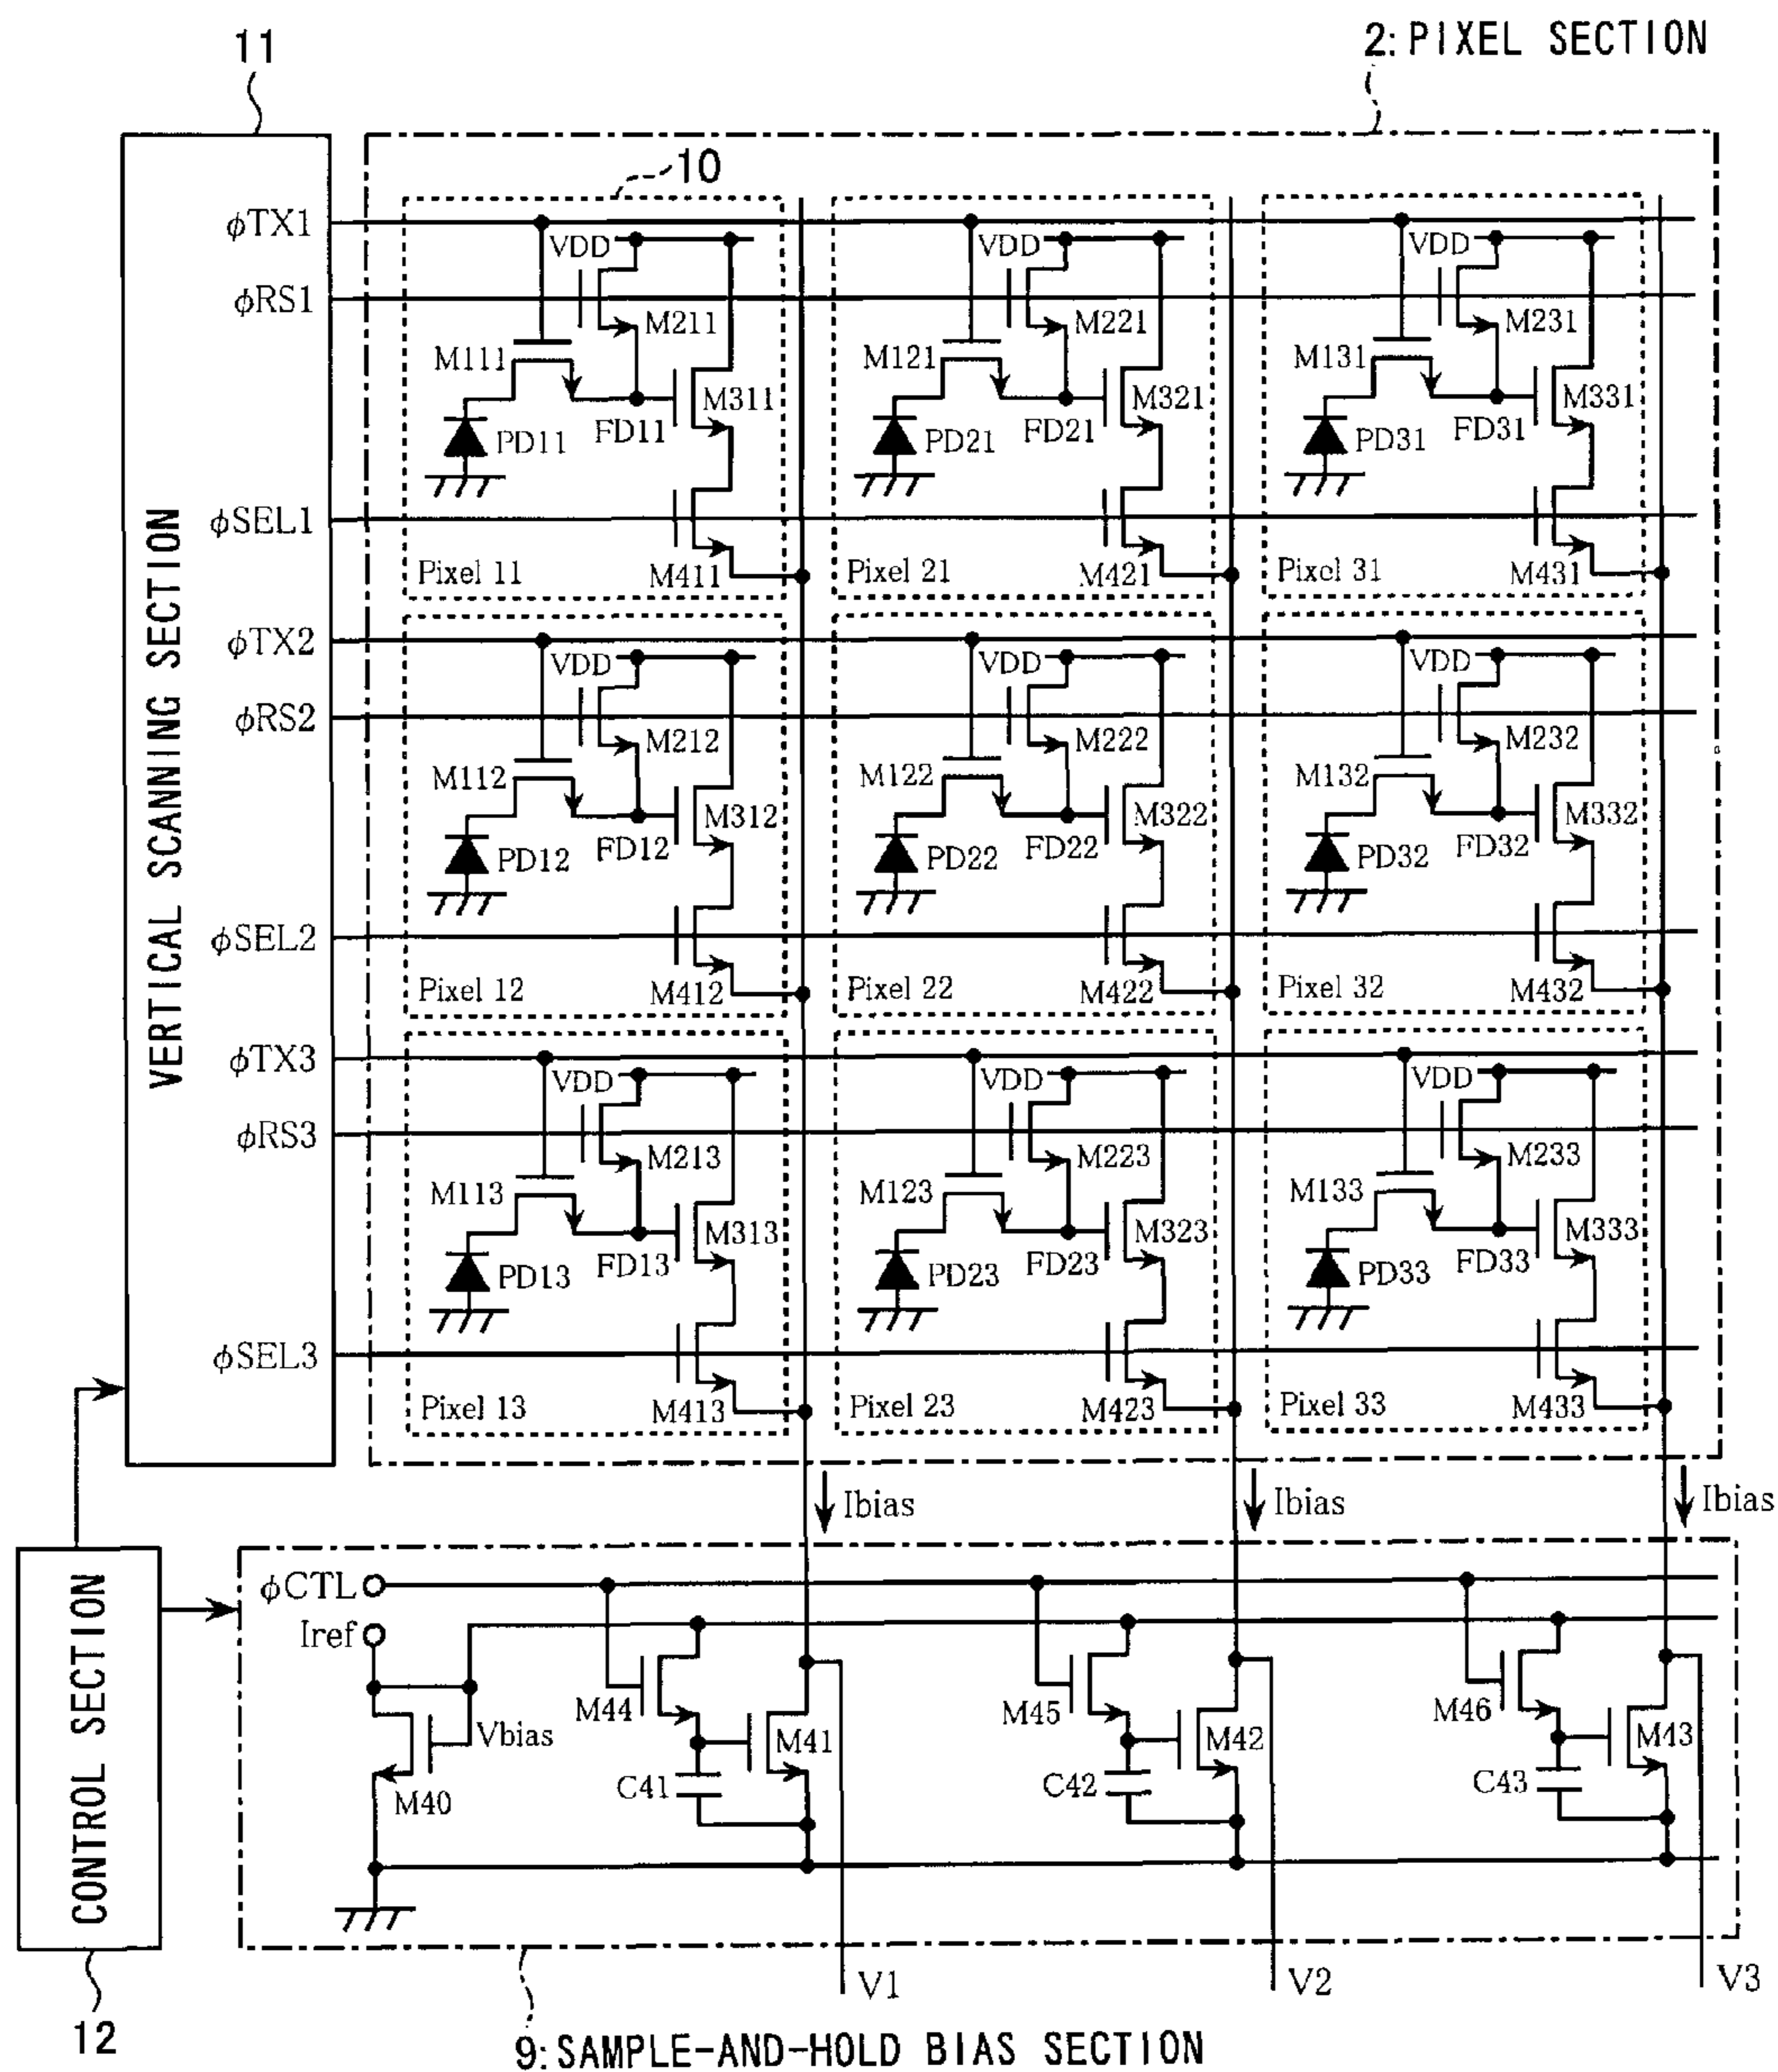 11
2:PIXEL SECTION
10
VERTICAL SCANNING SECTION
φTX1
VDD
VDD
VDD
φRS1
M211
M221
M231
M111
M121
M131
M311
M321
M331
PD11
FD11
PD21
FD21
PD31
FD31
φSEL1
Pixel 11
M411
Pixel 21
M421
Pixel 31
M431
φTX2
VDD
VDD
VDD
φRS2
M212
M222
M232
M112
M122
M132
M312
M322
M332
PD12
FD12
PD22
FD22
PD32
FD32
φSEL2
Pixel 12
M412
Pixel 22
M422
Pixel 32
M432
φTX3
VDD
VDD
VDD
φRS3
M213
M223
M233
M113
M123
M133
M313
M323
M333
PD13
FD13
PD23
FD23
PD33
FD33
φSEL3
Pixel 13
M413
Pixel 23
M423
Pixel 33
M433
Ibias
Ibias
Ibias
CONTROL SECTION
φCTL
Iref
M44
M45
M46
Vbias
M41
M42
M43
M40
C41
C42
C43
V1
V2
V3
12
9:SAMPLE-AND-HOLD BIAS SECTION